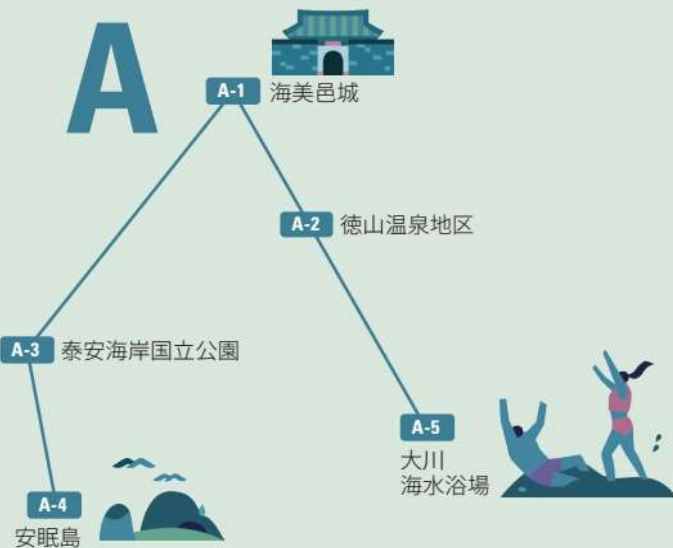 A
A-1 海美邑城
A-2 徳山温泉地区
A-3 泰安海岸国立公園
A-5
大川
海水浴場
A-4
安眠島